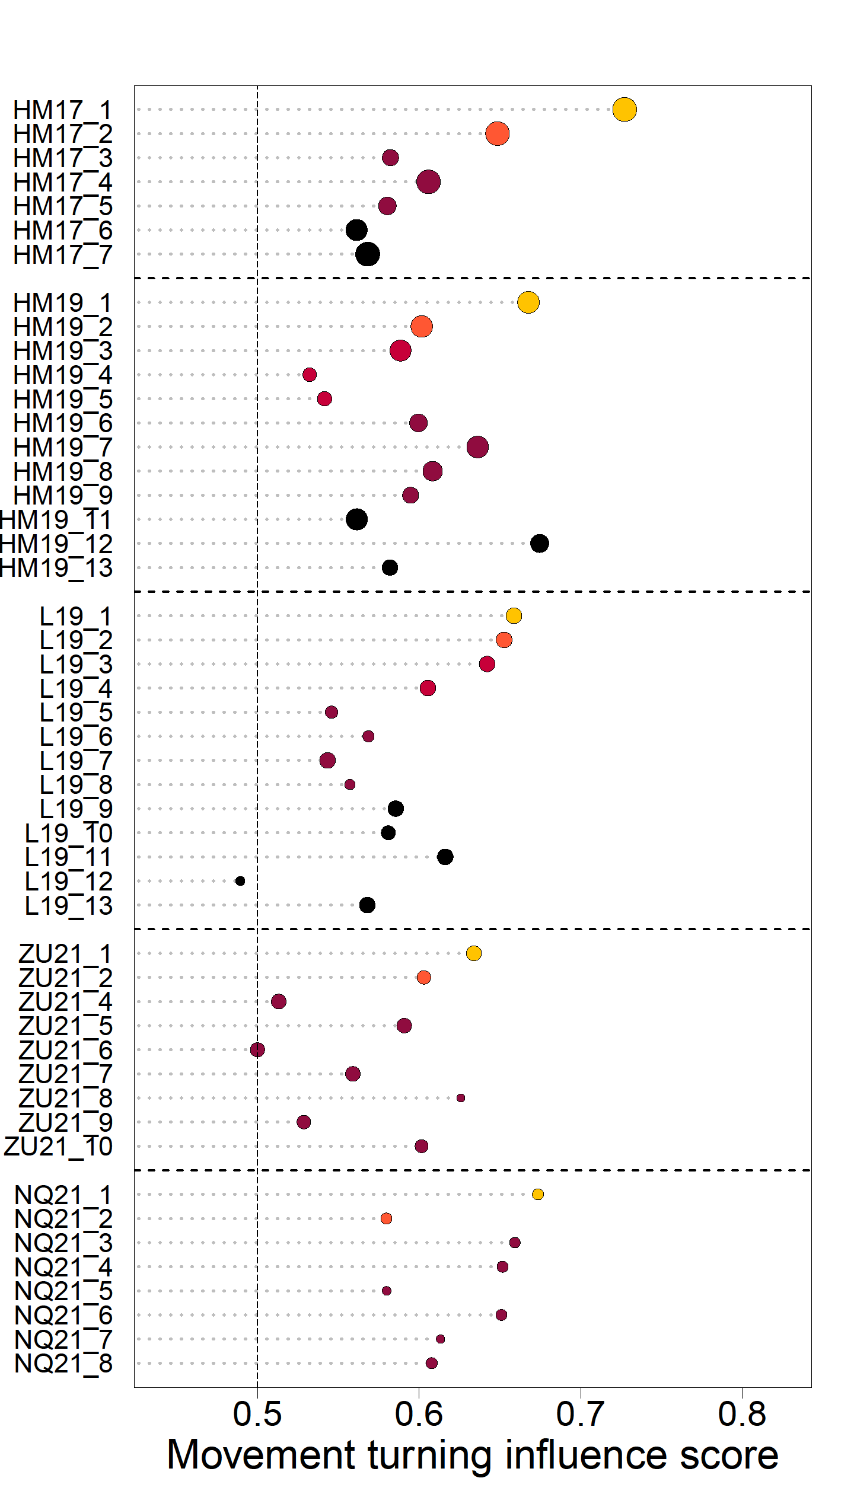 HM17_1
HM17_2
HM17_3
HM17_4
HM17_5
HM17_6
HM17_7
HM19_1
HM19_2
HM19_3
HM19_4
HM19_5
HM19_6
HM19_7
HM19_8
HM19_9
HM19_11
HM19_12
HM19_13
L19_1
L19_2
L19_3
L19_4
L19_5
L19_6
L19_7
L19_8
L19_9
L19_10
L19_11
L19_12
L19_13
ZU21_1
ZU21_2
ZU21_4
ZU21_5
ZU21_6
ZU21_7
ZU21_8
ZU21_9
ZU21_10
NQ21_1
NQ21_2
NQ21_3
NQ21_4
NQ21_5
NQ21_6
NQ21_7
NQ21_8
0.5 0.6 0.7 0.8
Movement turning influence score